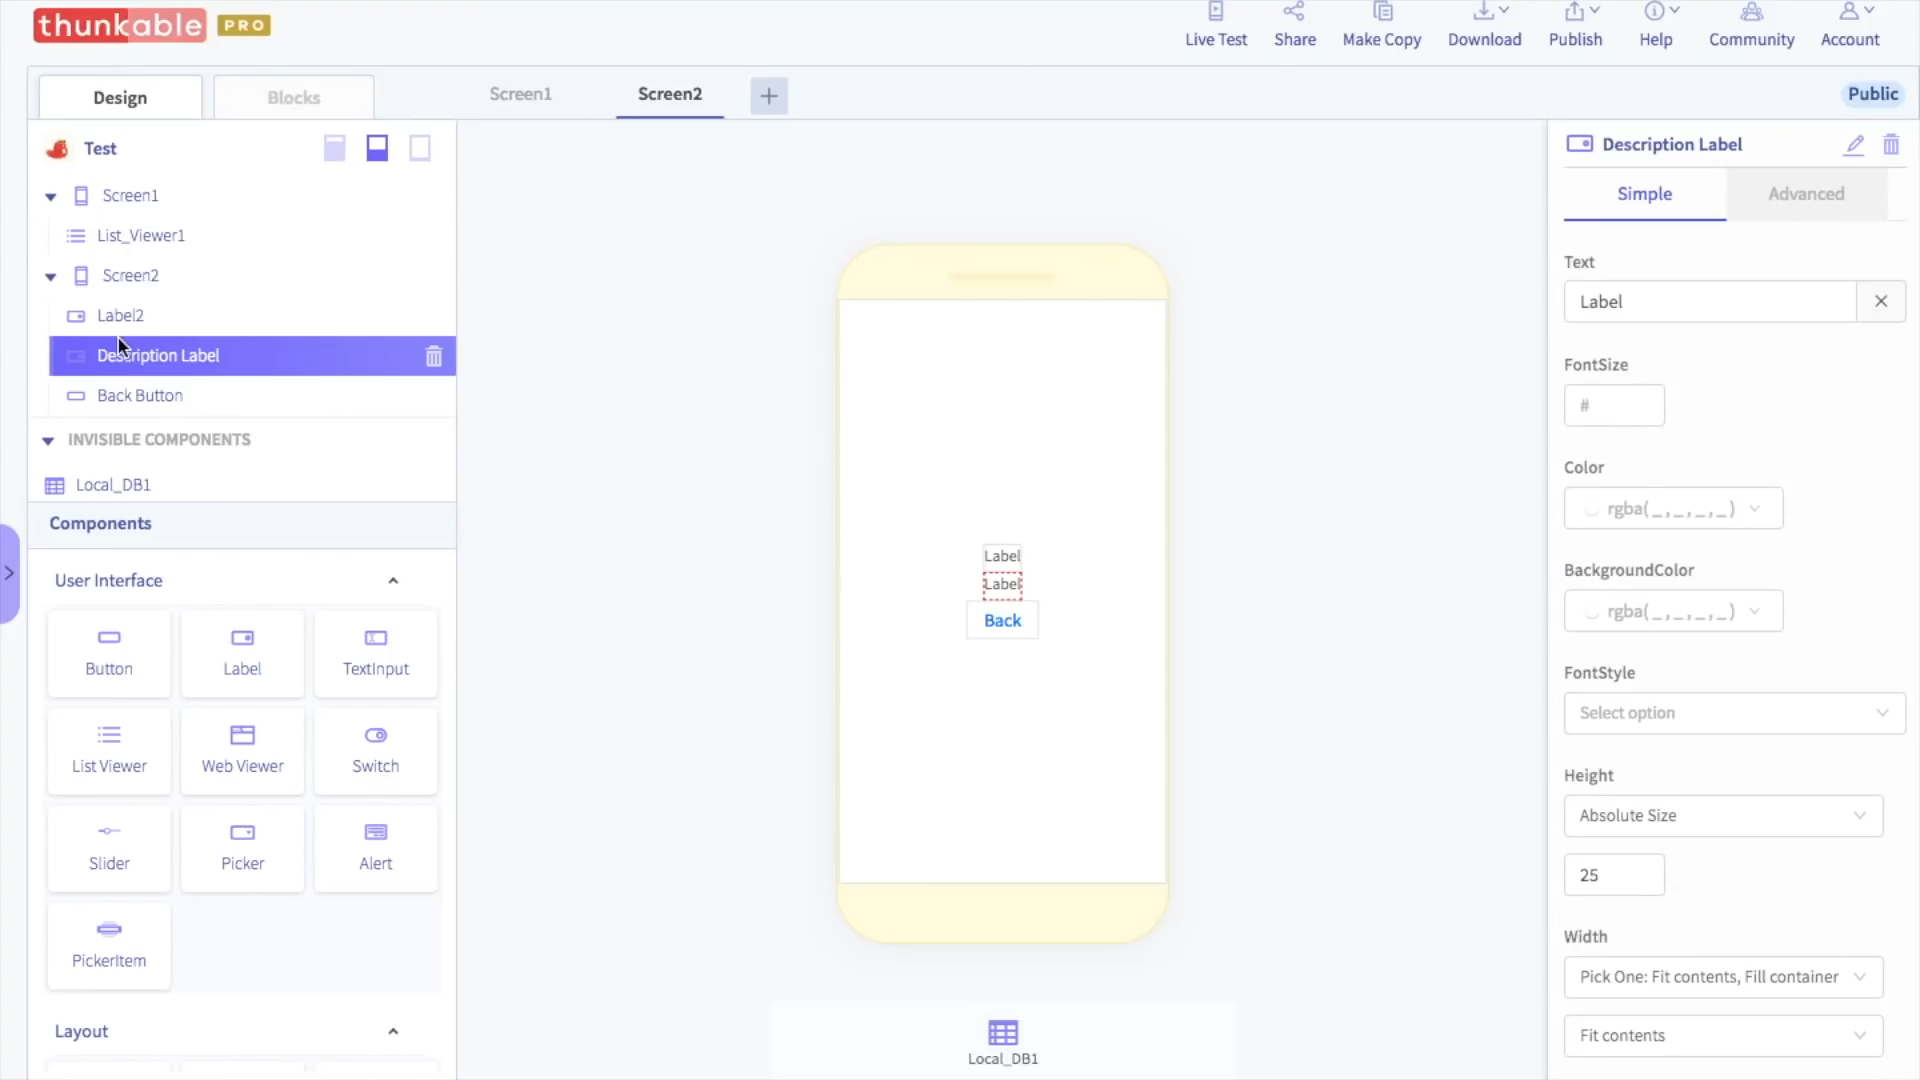 thunkable PRO
Live Test
Share
Make Copy
Download
Publish
Help
Community
Account
Design
Blocks
Screen1
Screen2
+
Public
Test
Screen1
List_Viewer1
Screen2
Label2
Description Label
Back Button
INVISIBLE COMPONENTS
Local_DB1
Components
User Interface
Button
Label
TextInput
List Viewer
Web Viewer
Switch
Slider
Picker
Alert
PickerItem
Layout
Label
Label
Back
Local_DB1
Description Label
Simple
Advanced
Text
Label
FontSize
#
Color
rgba(_,_,_,_)
BackgroundColor
rgba(_,_,_,_)
FontStyle
Select option
Height
Absolute Size
25
Width
Pick One: Fit contents, Fill container
Fit contents